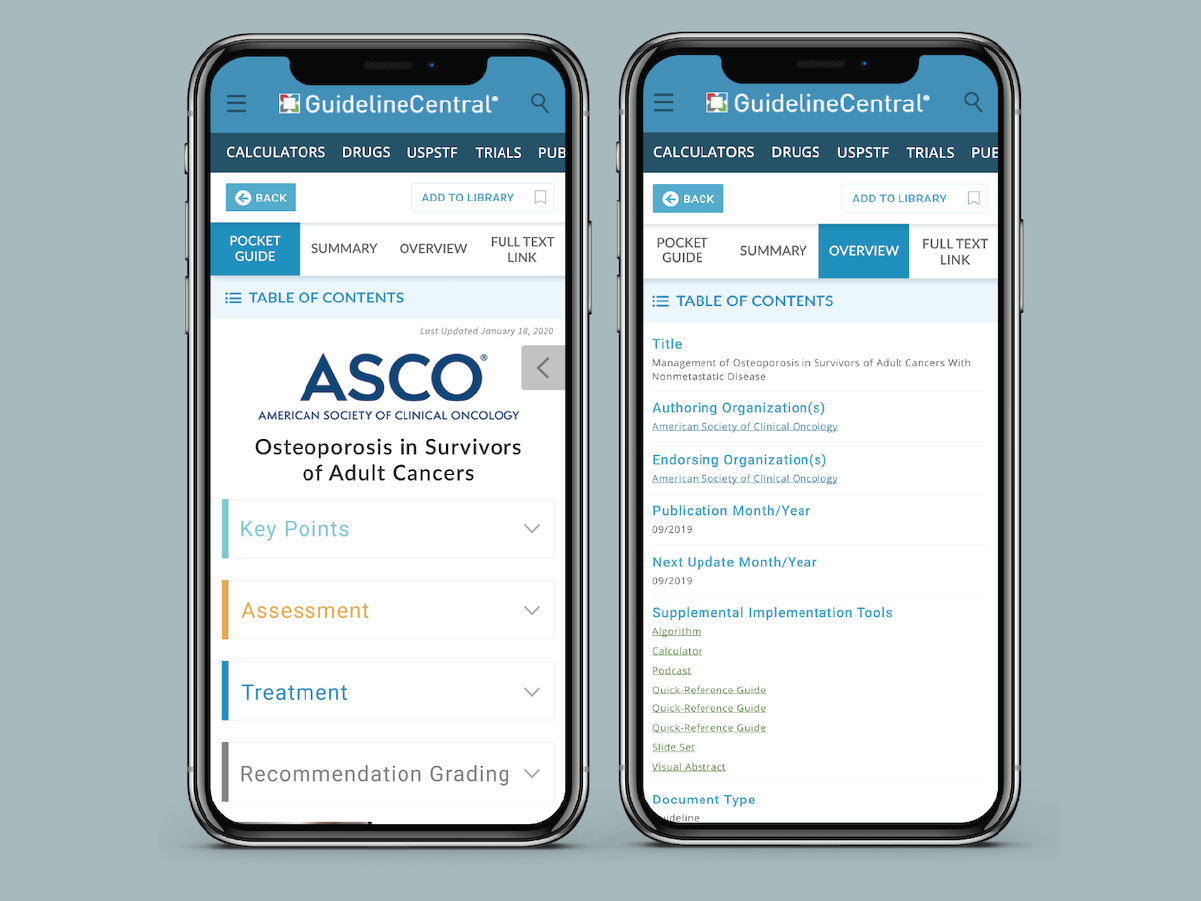 GuidelineCentral®
CALCULATORS DRUGS USPSTF TRIALS PUB
BACK
ADD TO LIBRARY
POCKET GUIDE
SUMMARY
OVERVIEW
FULL TEXT LINK
TABLE OF CONTENTS
Last Updated January 18, 2020
ASCO®
AMERICAN SOCIETY OF CLINICAL ONCOLOGY
Osteoporosis in Survivors
of Adult Cancers
Key Points
Assessment
Treatment
Recommendation Grading
GuidelineCentral®
CALCULATORS DRUGS USPSTF TRIALS PUB
BACK
ADD TO LIBRARY
POCKET GUIDE
SUMMARY
OVERVIEW
FULL TEXT LINK
TABLE OF CONTENTS
Title
Management of Osteoporosis in Survivors of Adult Cancers With
Nonmetastatic Disease
Authoring Organization(s)
American Society of Clinical Oncology
Endorsing Organization(s)
American Society of Clinical Oncology
Publication Month/Year
09/2019
Next Update Month/Year
09/2019
Supplemental Implementation Tools
Algorithm
Calculator
Podcast
Quick-Reference Guide
Quick-Reference Guide
Quick-Reference Guide
Slide Set
Visual Abstract
Document Type
Guideline